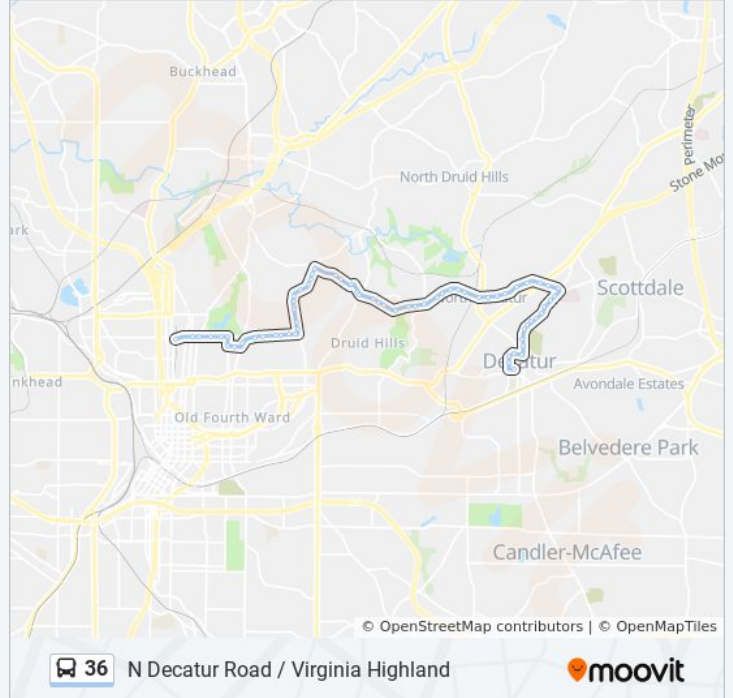 Buckhead
Perimeter
North Druid Hills
Stone Mo
ark
Scottdale
Druid Hills
Decatur
Avondale Estates
nkhead
Old Fourth Ward
Belvedere Park
Candler-McAfee
© OpenStreetMap contributors | © OpenMapTiles
36 N Decatur Road / Virginia Highland
moovit